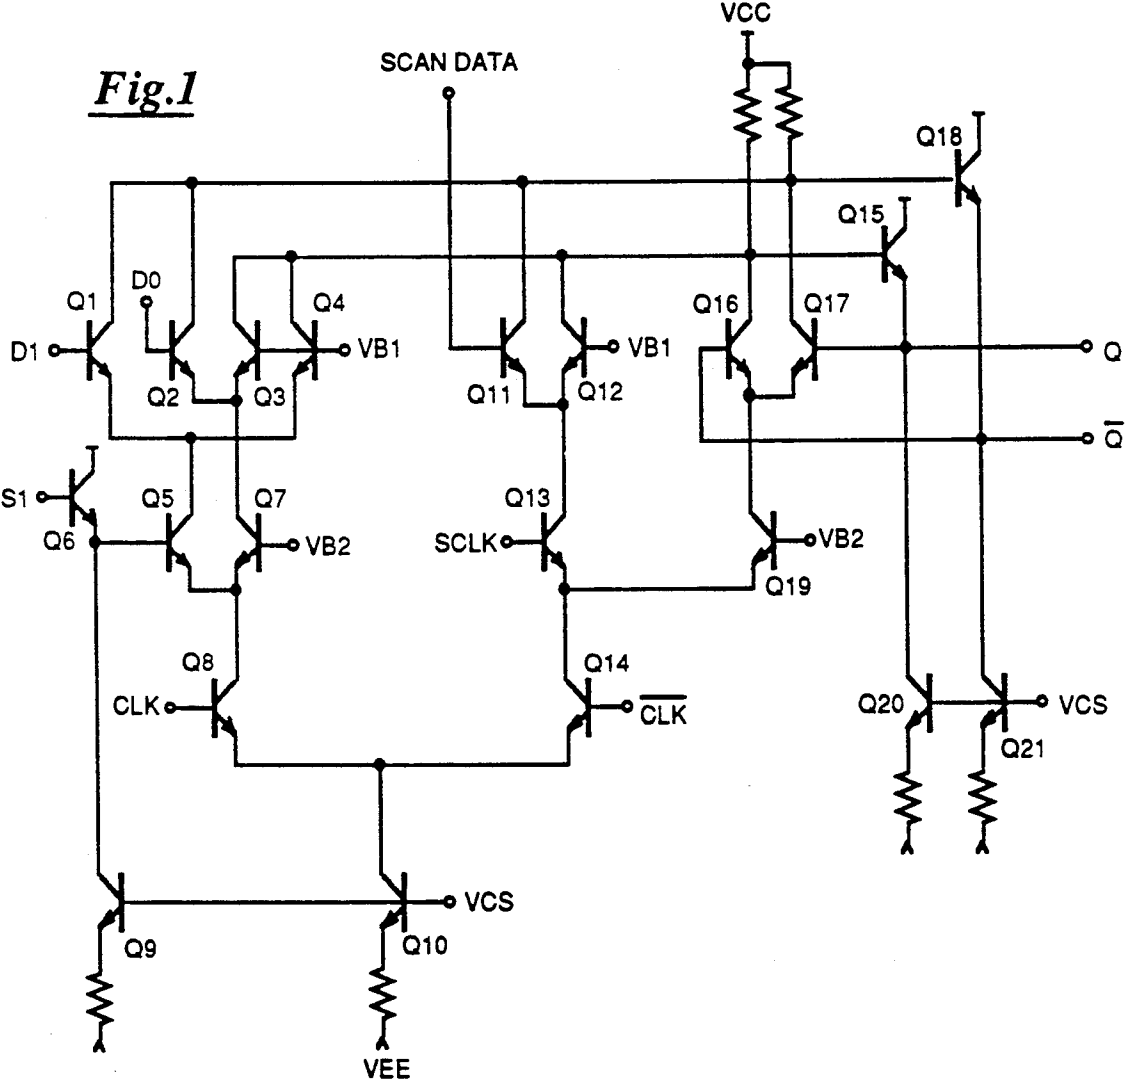 VCC
SCAN DATA
Fig.1
Q18
Q15
D0
Q1
Q4
Q16
Q17
D1
VB1
VB1
Q
Q2
Q3
Q11
Q12
Q̅
S1
Q5
Q7
Q13
Q6
VB2
SCLK
VB2
Q19
Q8
Q14
CLK
C̅L̅K̅
Q20
VCS
Q21
VCS
Q9
Q10
VEE